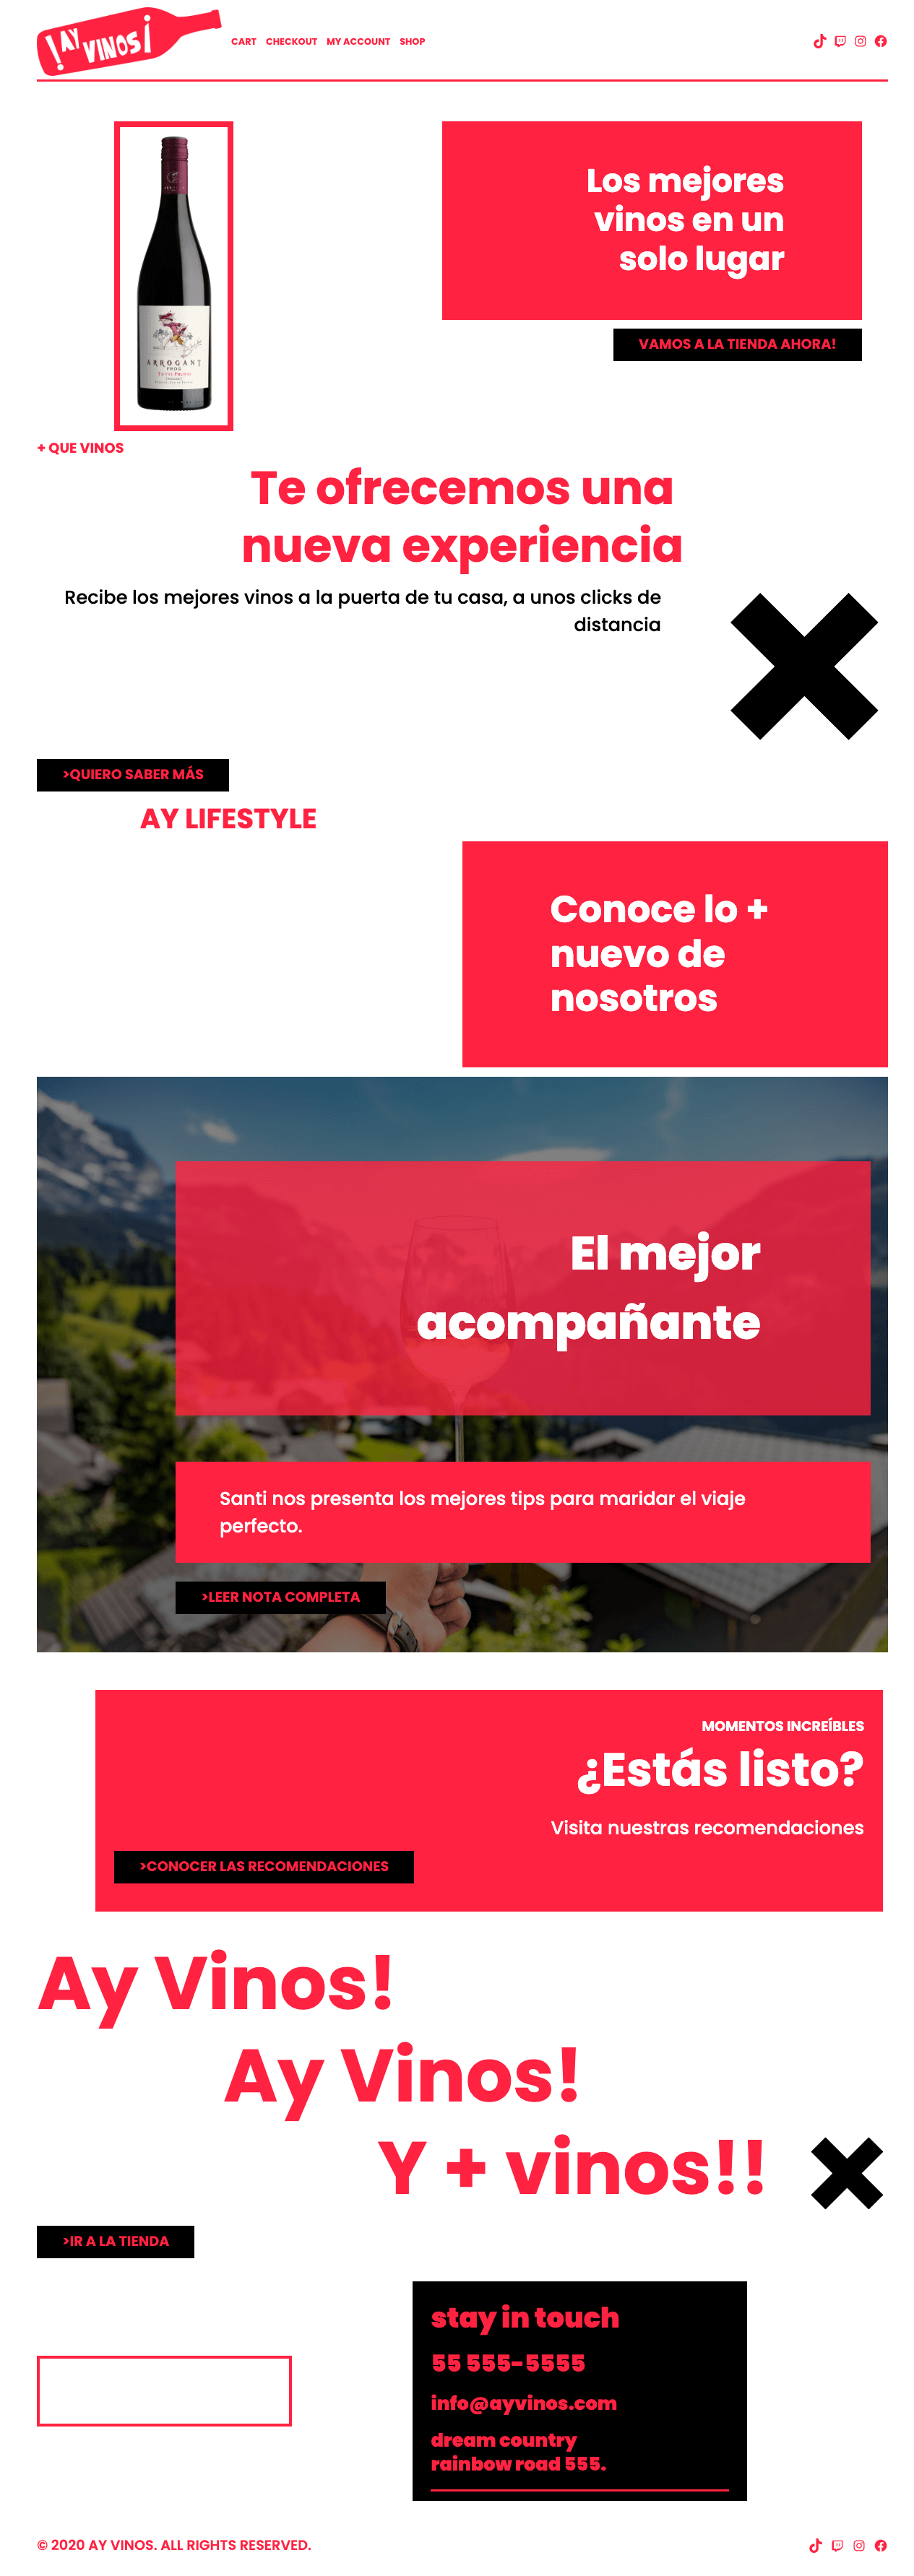 ¡AY
VINOS!
CART CHECKOUT MY ACCOUNT SHOP
Los mejores
vinos en un
solo lugar
VAMOS A LA TIENDA AHORA!
ARROGANT
FROG
+ QUE VINOS
Te ofrecemos una
nueva experiencia
Recibe los mejores vinos a la puerta de tu casa, a unos clicks de
distancia
>QUIERO SABER MÁS
AY LIFESTYLE
Conoce lo +
nuevo de
nosotros
El mejor
acompañante
Santi nos presenta los mejores tips para maridar el viaje
perfecto.
>LEER NOTA COMPLETA
MOMENTOS INCREÍBLES
¿Estás listo?
Visita nuestras recomendaciones
>CONOCER LAS RECOMENDACIONES
Ay Vinos!
Ay Vinos!
Y + vinos!!
>IR A LA TIENDA
stay in touch
55 555-5555
info@ayvinos.com
dream country
rainbow road 555.
© 2020 AY VINOS. ALL RIGHTS RESERVED.